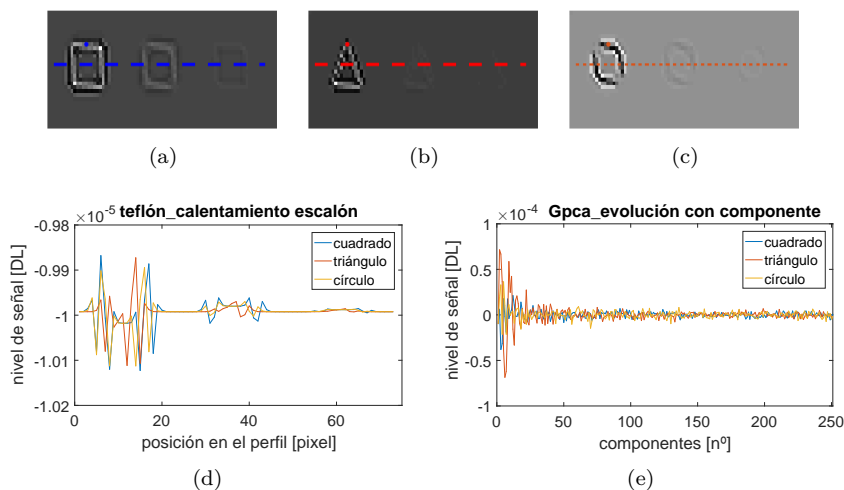 (a) (b) (c)
×10⁻⁵ teflón_calentamiento escalón
-0.98
-0.99
-1
-1.01
-1.02
nivel de señal [DL]
cuadrado
triángulo
círculo
0 20 40 60
posición en el perfil [pixel]
(d)
×10⁻⁴ Gpca_evolución con componente
1
0.5
0
-0.5
-1
nivel de señal [DL]
cuadrado
triángulo
círculo
0 50 100 150 200 250
componentes [nº]
(e)